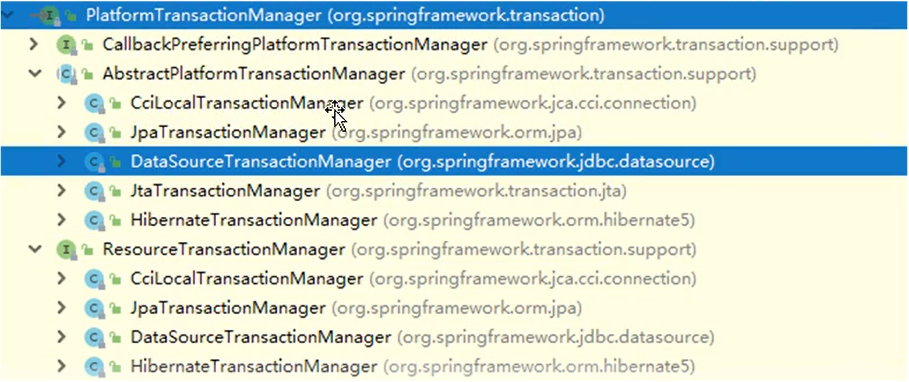 PlatformTransactionManager (org.springframework.transaction)
CallbackPreferringPlatformTransactionManager (org.springframework.transaction.support)
AbstractPlatformTransactionManager (org.springframework.transaction.support)
CciLocalTransactionManager (org.springframework.jca.cci.connection)
JpaTransactionManager (org.springframework.orm.jpa)
DataSourceTransactionManager (org.springframework.jdbc.datasource)
JtaTransactionManager (org.springframework.transaction.jta)
HibernateTransactionManager (org.springframework.orm.hibernate5)
ResourceTransactionManager (org.springframework.transaction.support)
CciLocalTransactionManager (org.springframework.jca.cci.connection)
JpaTransactionManager (org.springframework.orm.jpa)
DataSourceTransactionManager (org.springframework.jdbc.datasource)
HibernateTransactionManager (org.springframework.orm.hibernate5)